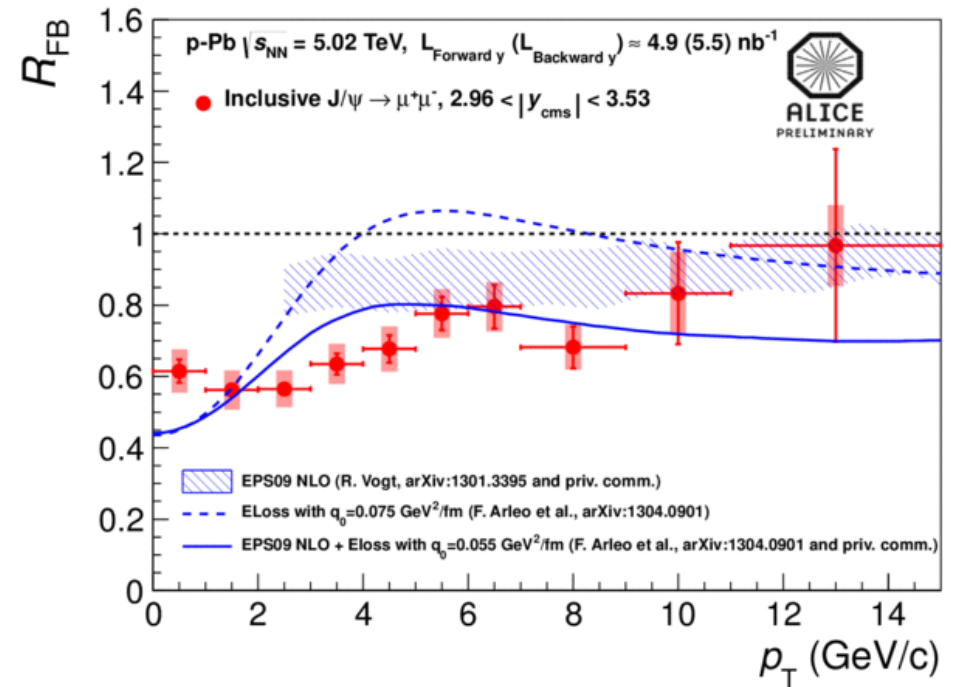 R_FB
1.6
1.4
1.2
1
0.8
0.6
0.4
0.2
0
p-Pb √s_NN = 5.02 TeV, L_Forward y (L_Backward y) ≈ 4.9 (5.5) nb⁻¹
Inclusive J/ψ → μ⁺μ⁻, 2.96 < |y_cms| < 3.53
ALICE
PRELIMINARY
EPS09 NLO (R. Vogt, arXiv:1301.3395 and priv. comm.)
ELoss with q₀=0.075 GeV²/fm (F. Arleo et al., arXiv:1304.0901)
EPS09 NLO + Eloss with q₀=0.055 GeV²/fm (F. Arleo et al., arXiv:1304.0901 and priv. comm.)
0 2 4 6 8 10 12 14
p_T (GeV/c)